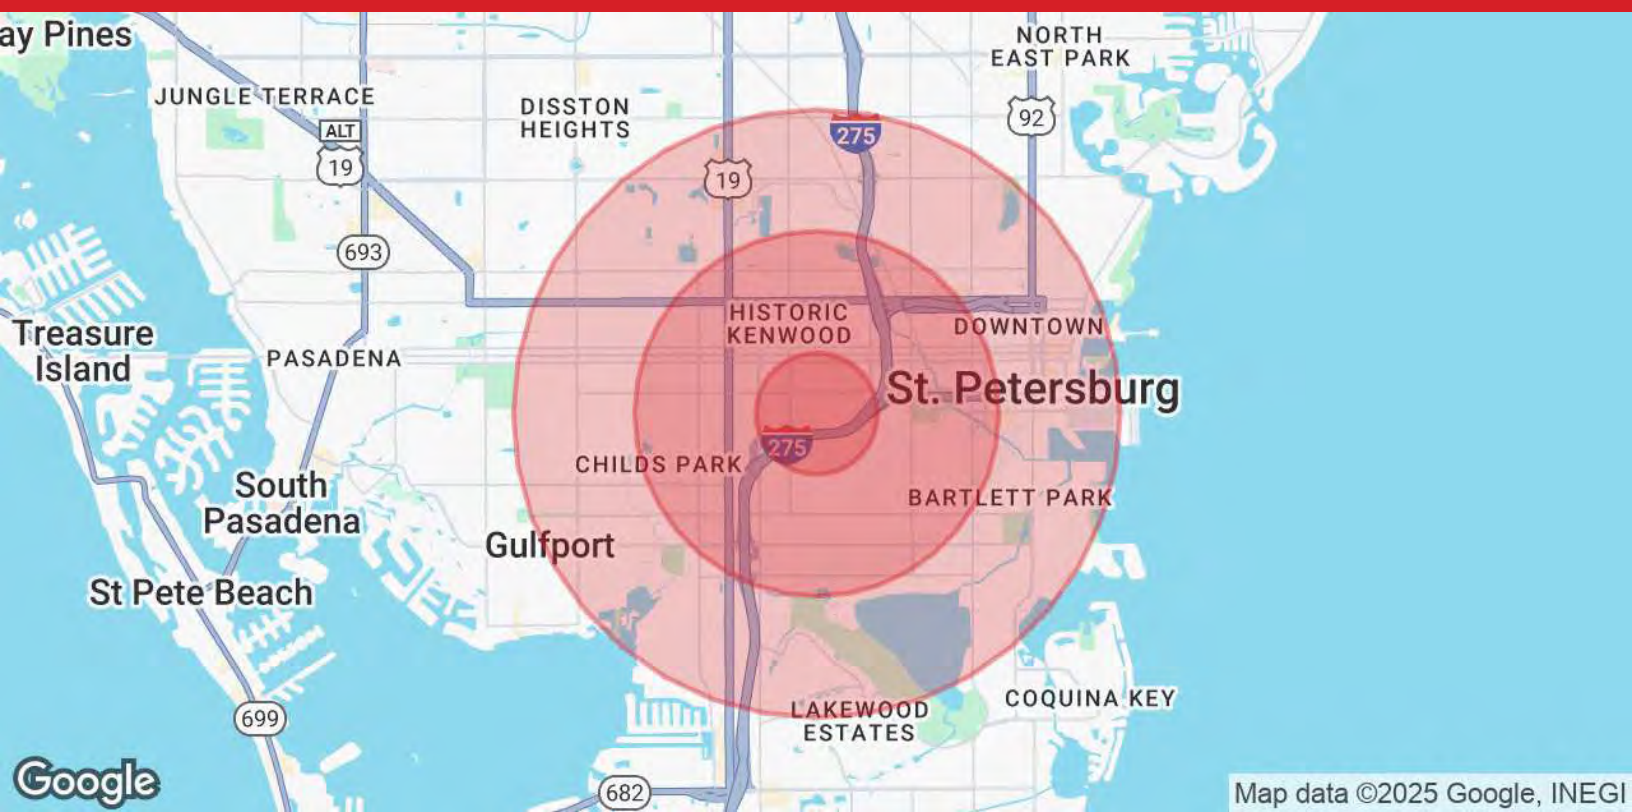 ay Pines
NORTH
EAST PARK
JUNGLE TERRACE
DISSTON
HEIGHTS
92
ALT
19
275
19
693
HISTORIC
KENWOOD
DOWNTOWN
Treasure
Island
PASADENA
St. Petersburg
275
CHILDS PARK
South
Pasadena
BARTLETT PARK
Gulfport
St Pete Beach
COQUINA KEY
LAKEWOOD
ESTATES
699
Google
682
Map data ©2025 Google, INEGI